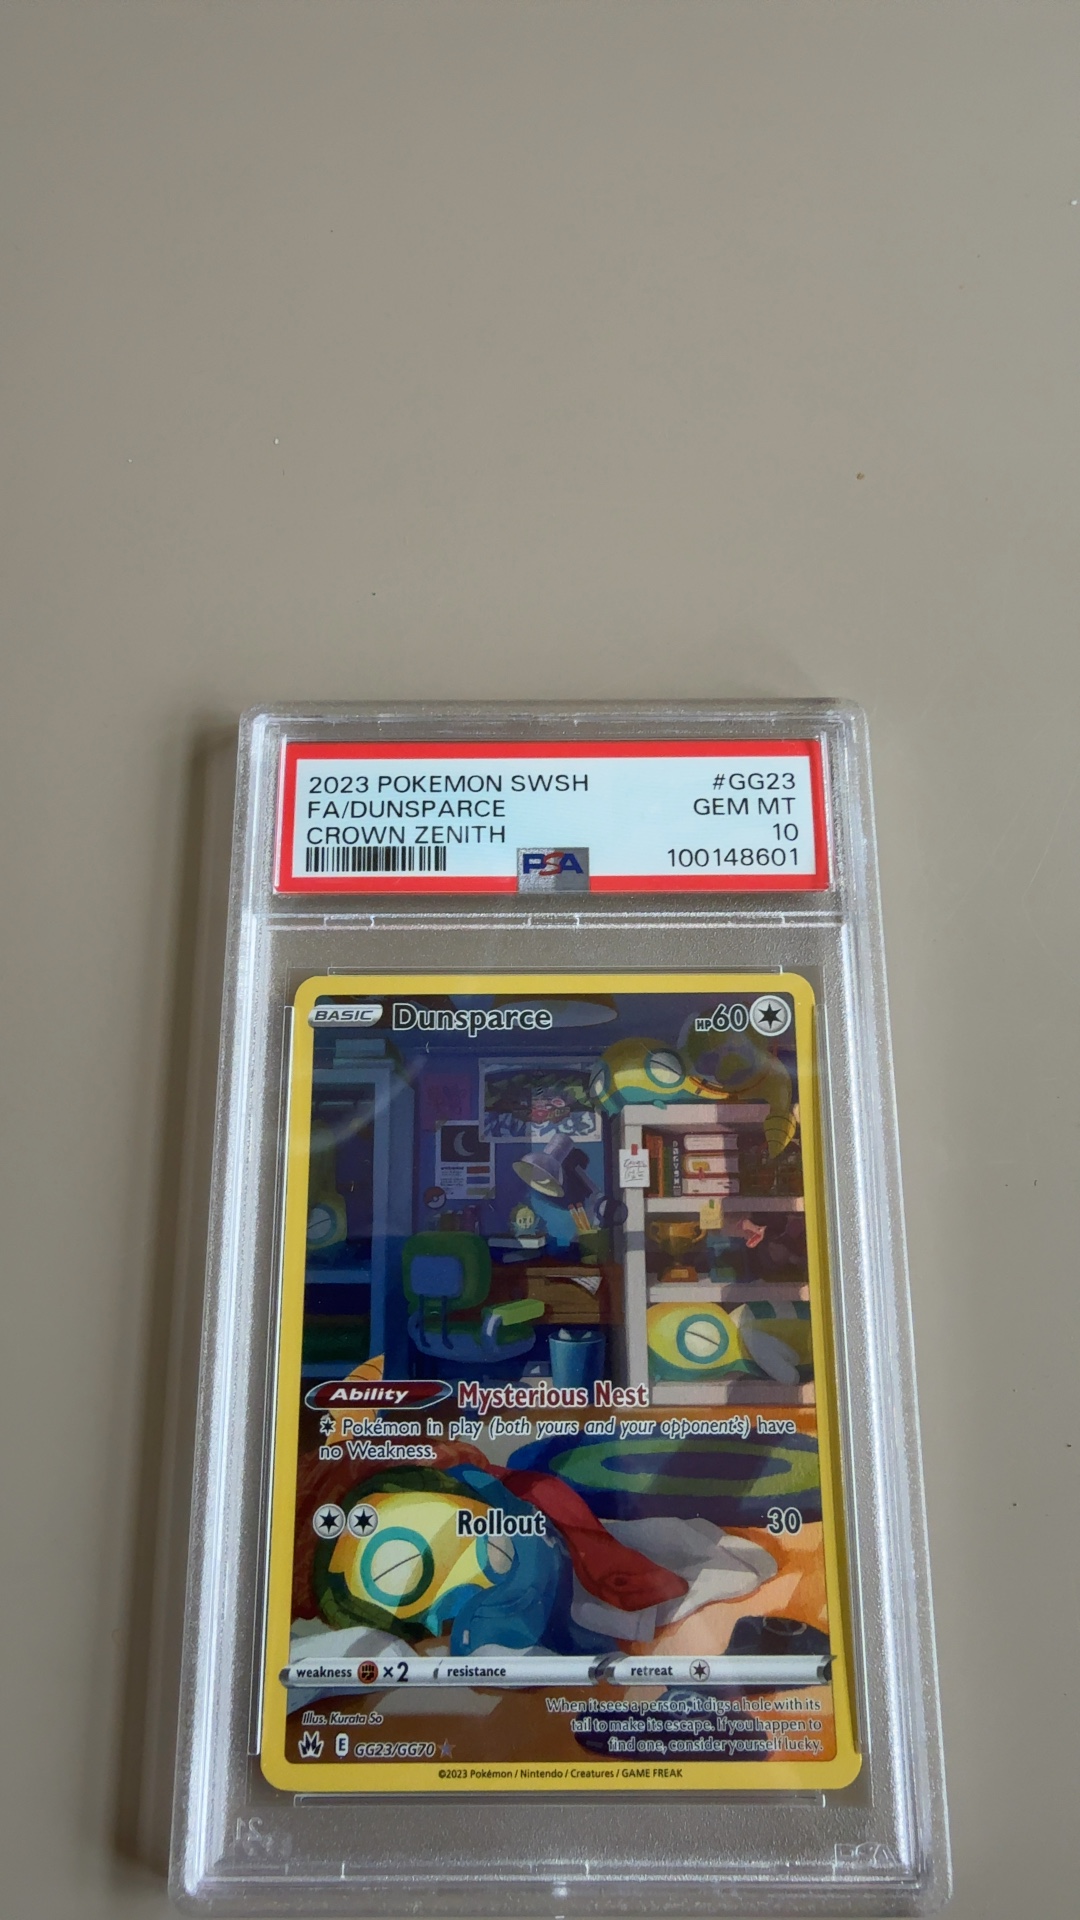 2023 POKEMON SWSH #GG23
FA/DUNSPARCE GEM MT
CROWN ZENITH 10
PSA 100148601
BASIC Dunsparce HP60
Ability Mysterious Nest
Pokémon in play (both yours and your opponent's) have
no Weakness.
Rollout 30
weakness ×2 resistance retreat
When it sees a person, it digs a hole with its
tail to make its escape. If you happen to
find one, consider yourself lucky.
Illus. Kurata So
E GG23/GG70
©2023 Pokémon / Nintendo / Creatures / GAME FREAK
PSA